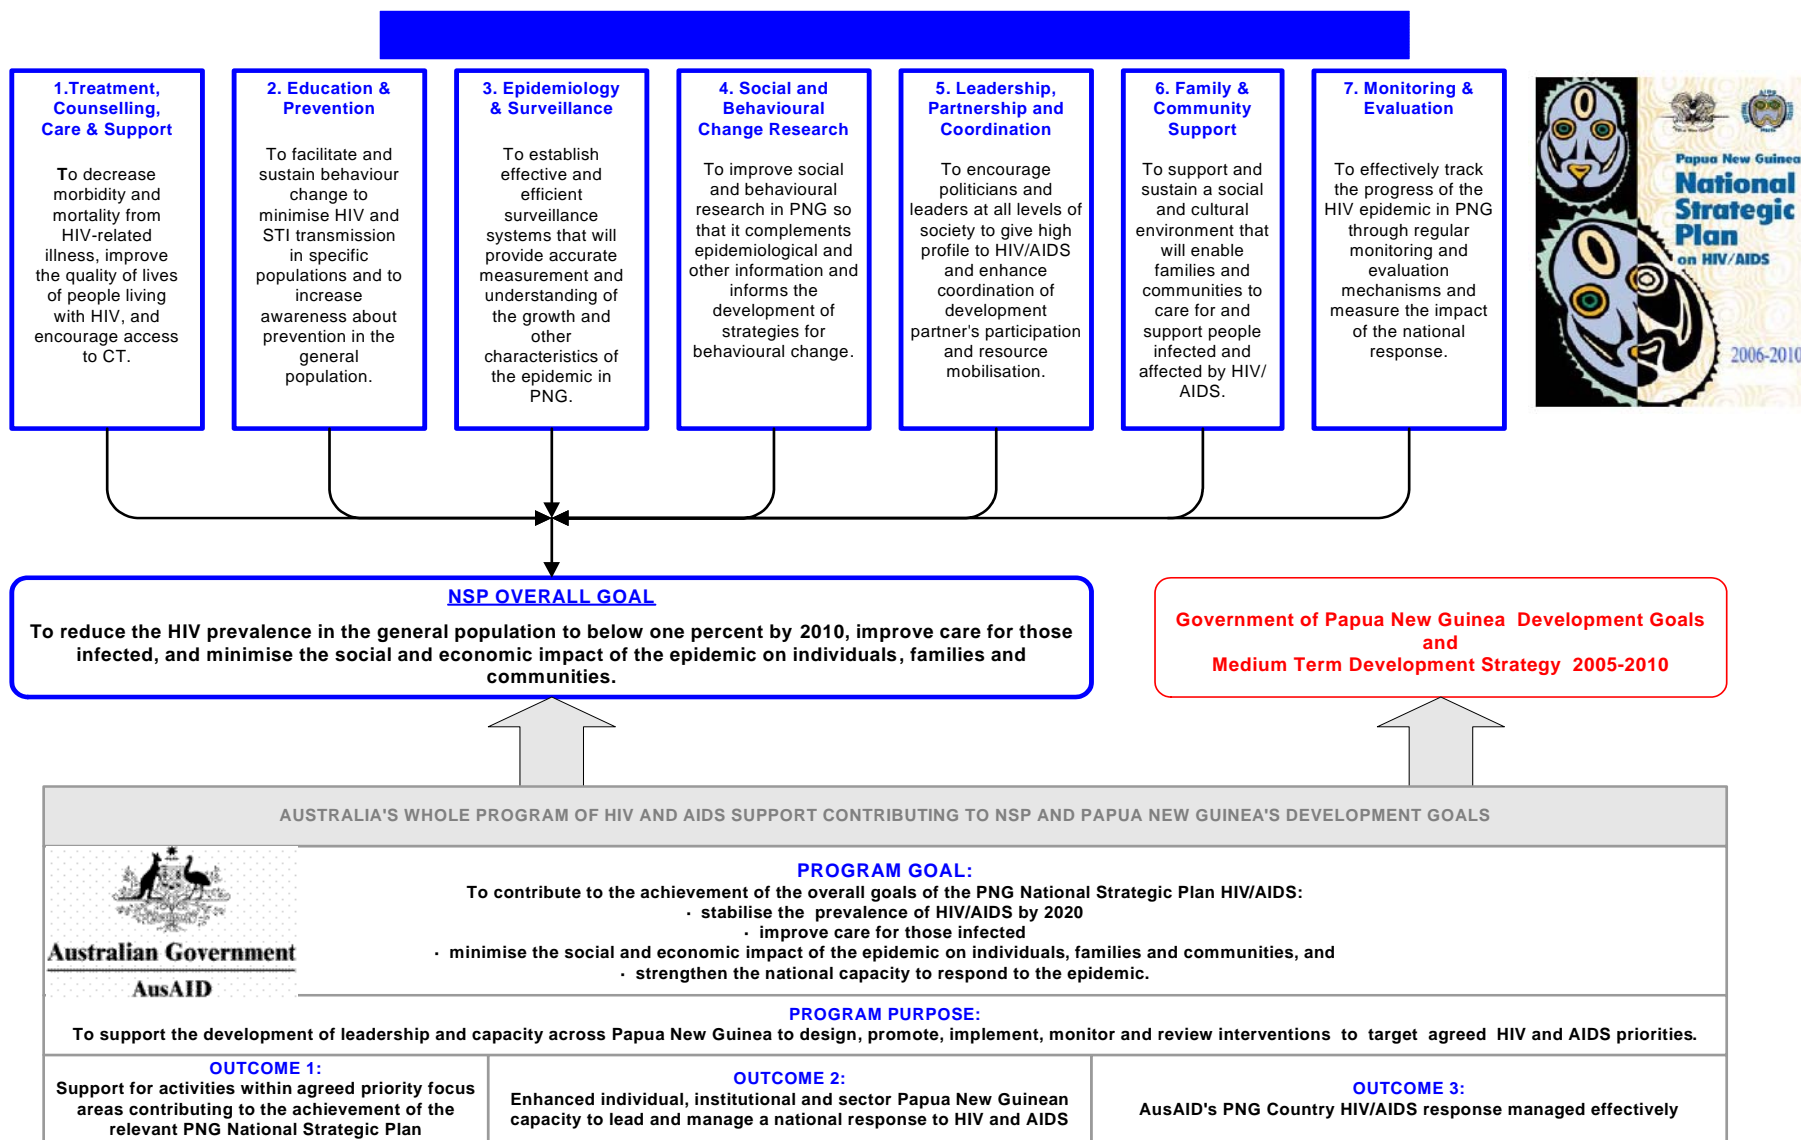 1.Treatment,
Counselling,
Care & Support
To decrease
morbidity and
mortality from
HIV-related
illness, improve
the quality of lives
of people living
with HIV, and
encourage access
to CT.
2. Education &
Prevention
To facilitate and
sustain behaviour
change to
minimise HIV and
STI transmission
in specific
populations and to
increase
awareness about
prevention in the
general
population.
3. Epidemiology
& Surveillance
To establish
effective and
efficient
surveillance
systems that will
provide accurate
measurement and
understanding of
the growth and
other
characteristics of
the epidemic in
PNG.
4. Social and
Behavioural
Change Research
To improve social
and behavioural
research in PNG so
that it complements
epidemiological and
other information and
informs the
development of
strategies for
behavioural change.
5. Leadership,
Partnership and
Coordination
To encourage
politicians and
leaders at all levels of
society to give high
profile to HIV/AIDS
and enhance
coordination of
development
partner's participation
and resource
mobilisation.
6. Family &
Community
Support
To support and
sustain a social
and cultural
environment that
will enable
families and
communities to
care for and
support people
infected and
affected by HIV/
AIDS.
7. Monitoring &
Evaluation
To effectively track
the progress of the
HIV epidemic in PNG
through regular
monitoring and
evaluation
mechanisms and
measure the impact
of the national
response.
Papua New Guinea
National
Strategic
Plan
on HIV/AIDS
2006-2010
NSP OVERALL GOAL
To reduce the HIV prevalence in the general population to below one percent by 2010, improve care for those
infected, and minimise the social and economic impact of the epidemic on individuals, families and
communities.
Government of Papua New Guinea Development Goals
and
Medium Term Development Strategy 2005-2010
AUSTRALIA'S WHOLE PROGRAM OF HIV AND AIDS SUPPORT CONTRIBUTING TO NSP AND PAPUA NEW GUINEA'S DEVELOPMENT GOALS
Australian Government
AusAID
PROGRAM GOAL:
To contribute to the achievement of the overall goals of the PNG National Strategic Plan HIV/AIDS:
· stabilise the prevalence of HIV/AIDS by 2020
· improve care for those infected
· minimise the social and economic impact of the epidemic on individuals, families and communities, and
· strengthen the national capacity to respond to the epidemic.
PROGRAM PURPOSE:
To support the development of leadership and capacity across Papua New Guinea to design, promote, implement, monitor and review interventions to target agreed HIV and AIDS priorities.
OUTCOME 1:
Support for activities within agreed priority focus
areas contributing to the achievement of the
relevant PNG National Strategic Plan
OUTCOME 2:
Enhanced individual, institutional and sector Papua New Guinean
capacity to lead and manage a national response to HIV and AIDS
OUTCOME 3:
AusAID's PNG Country HIV/AIDS response managed effectively